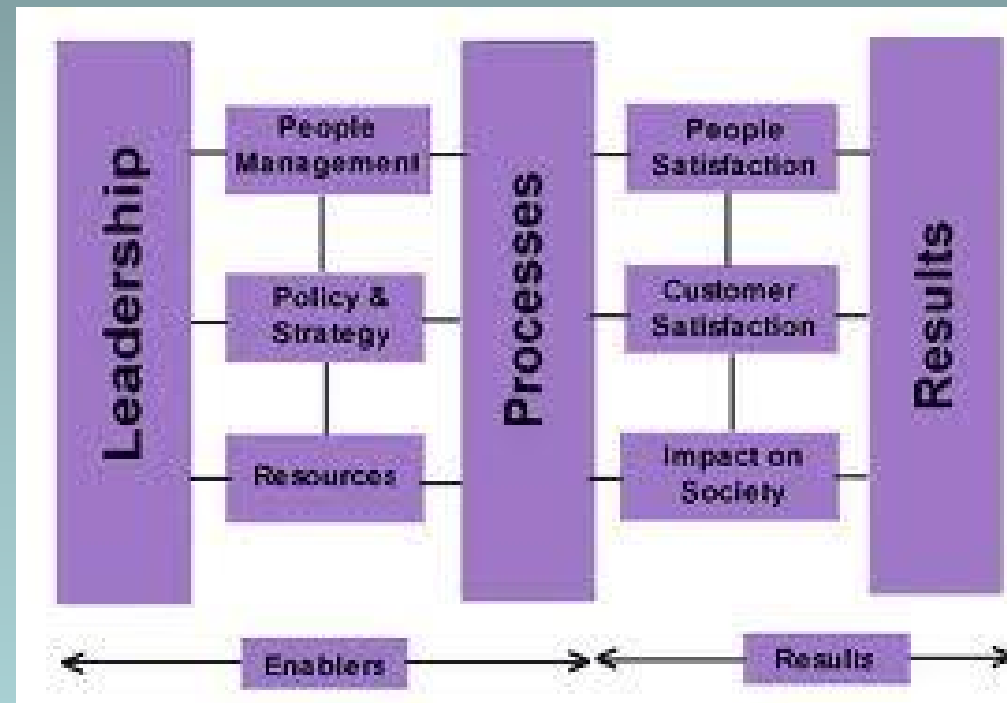 Leadership
People
Management
Policy &
Strategy
Resources
Processes
People
Satisfaction
Customer
Satisfaction
Impact on
Society
Results
Enablers
Results